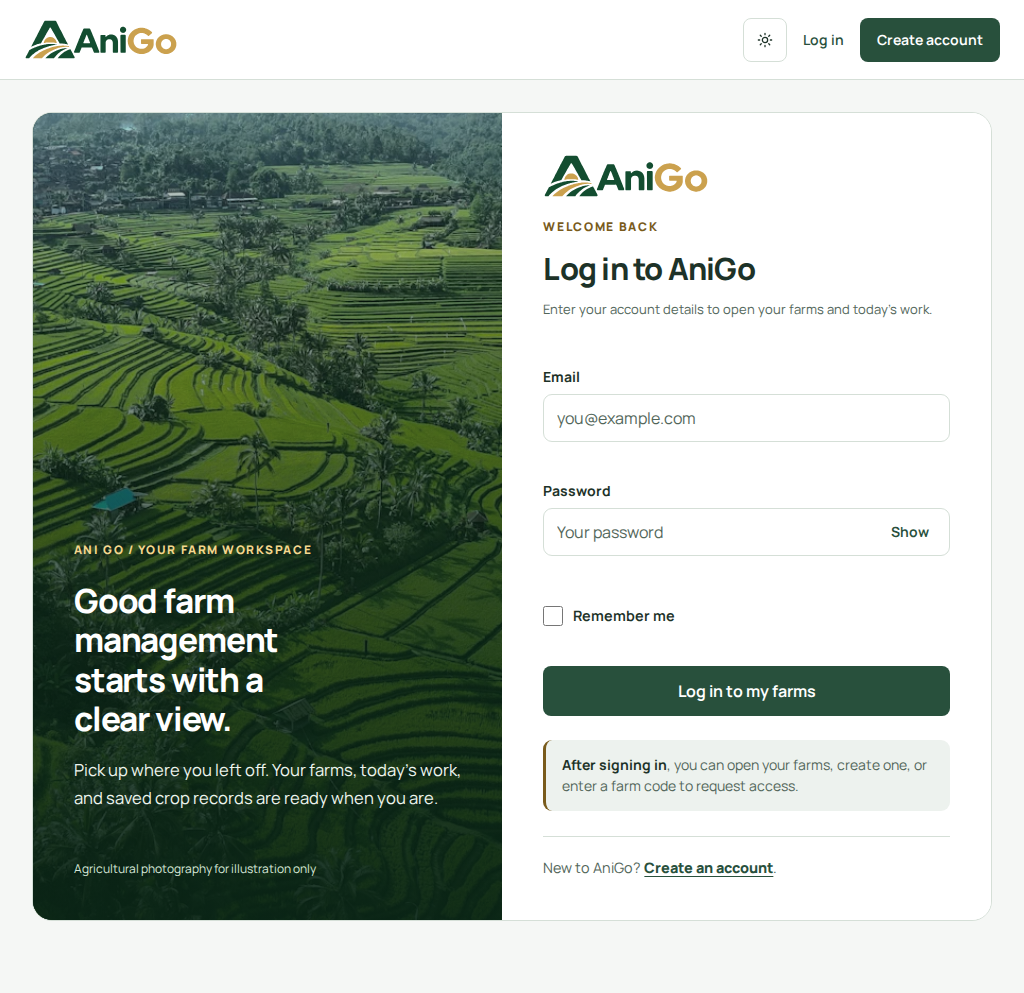 AniGo
Log in
Create account
ANI GO / YOUR FARM WORKSPACE
Good farm
management
starts with a
clear view.
Pick up where you left off. Your farms, today's work,
and saved crop records are ready when you are.
Agricultural photography for illustration only
AniGo
WELCOME BACK
Log in to AniGo
Enter your account details to open your farms and today's work.
Email
you@example.com
Password
Your password
Show
Remember me
Log in to my farms
After signing in, you can open your farms, create one, or
enter a farm code to request access.
New to AniGo? Create an account.